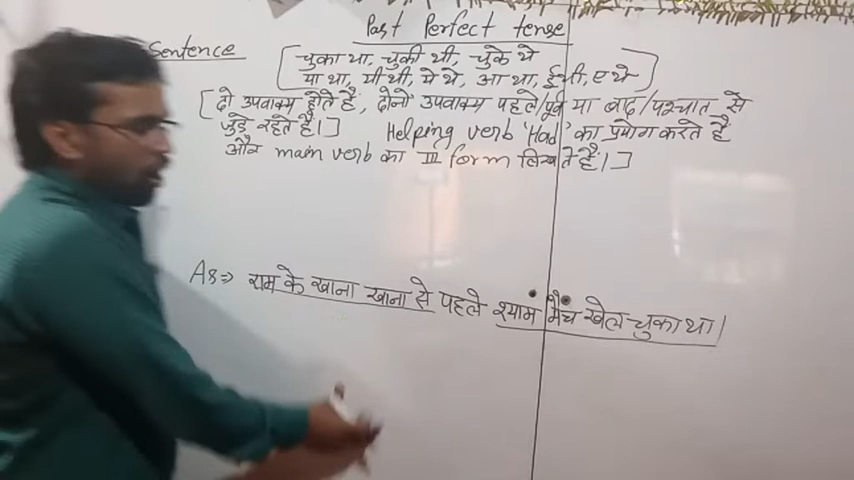 Past Perfect tense
Sentence
[चुका था, चुकी थी, चुके थे
या था, यी थी, ये थे, आ था, ई थी, ए थे]
[दो उपवाक्य होते हैं, दोनो उपवाक्य पहले/पूर्व या बाद/पश्चात से
जुड़े रहते हैं।] Helping verb 'Had' का प्रयोग करते हैं
और main verb का III form लिखते हैं।]
As⇒ राम के खाना खाना से पहले श्याम मैच खेल चुका था।